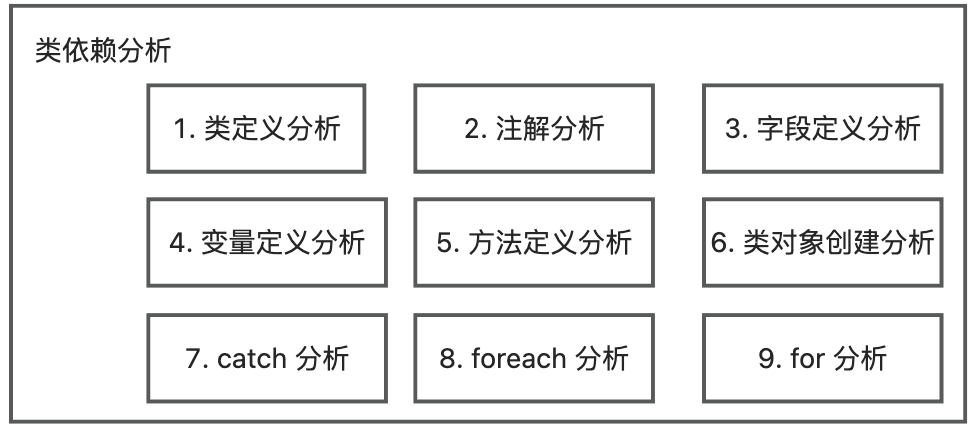 类依赖分析
1. 类定义分析
2. 注解分析
3. 字段定义分析
4. 变量定义分析
5. 方法定义分析
6. 类对象创建分析
7. catch 分析
8. foreach 分析
9. for 分析